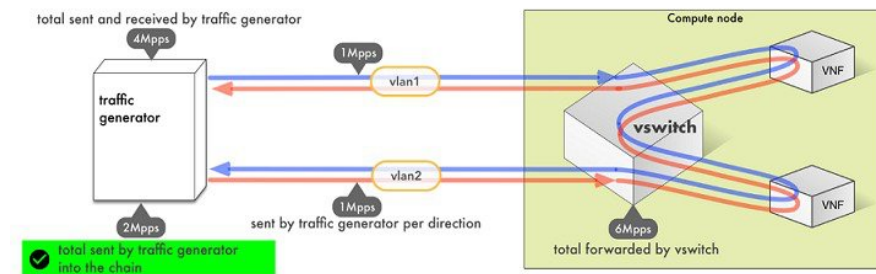 Compute node
total sent and received by traffic generator
4Mpps
1Mpps
vlan1
VNF
traffic
generator
vswitch
vlan2
1Mpps
VNF
sent by traffic generator per direction
2Mpps
6Mpps
total forwarded by vswitch
total sent by traffic generator
into the chain